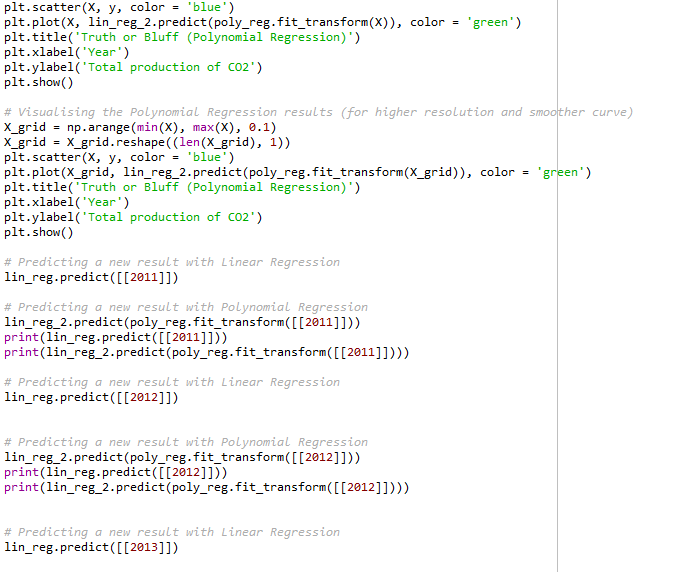 plt.scatter(X, y, color = 'blue')
plt.plot(X, lin_reg_2.predict(poly_reg.fit_transform(X)), color = 'green')
plt.title('Truth or Bluff (Polynomial Regression)')
plt.xlabel('Year')
plt.ylabel('Total production of CO2')
plt.show()
# Visualising the Polynomial Regression results (for higher resolution and smoother curve)
X_grid = np.arange(min(X), max(X), 0.1)
X_grid = X_grid.reshape((len(X_grid), 1))
plt.scatter(X, y, color = 'blue')
plt.plot(X_grid, lin_reg_2.predict(poly_reg.fit_transform(X_grid)), color = 'green')
plt.title('Truth or Bluff (Polynomial Regression)')
plt.xlabel('Year')
plt.ylabel('Total production of CO2')
plt.show()
# Predicting a new result with Linear Regression
lin_reg.predict([[2011]])
# Predicting a new result with Polynomial Regression
lin_reg_2.predict(poly_reg.fit_transform([[2011]]))
print(lin_reg.predict([[2011]]))
print(lin_reg_2.predict(poly_reg.fit_transform([[2011]])))
# Predicting a new result with Linear Regression
lin_reg.predict([[2012]])
# Predicting a new result with Polynomial Regression
lin_reg_2.predict(poly_reg.fit_transform([[2012]]))
print(lin_reg.predict([[2012]]))
print(lin_reg_2.predict(poly_reg.fit_transform([[2012]])))
# Predicting a new result with Linear Regression
lin_reg.predict([[2013]])